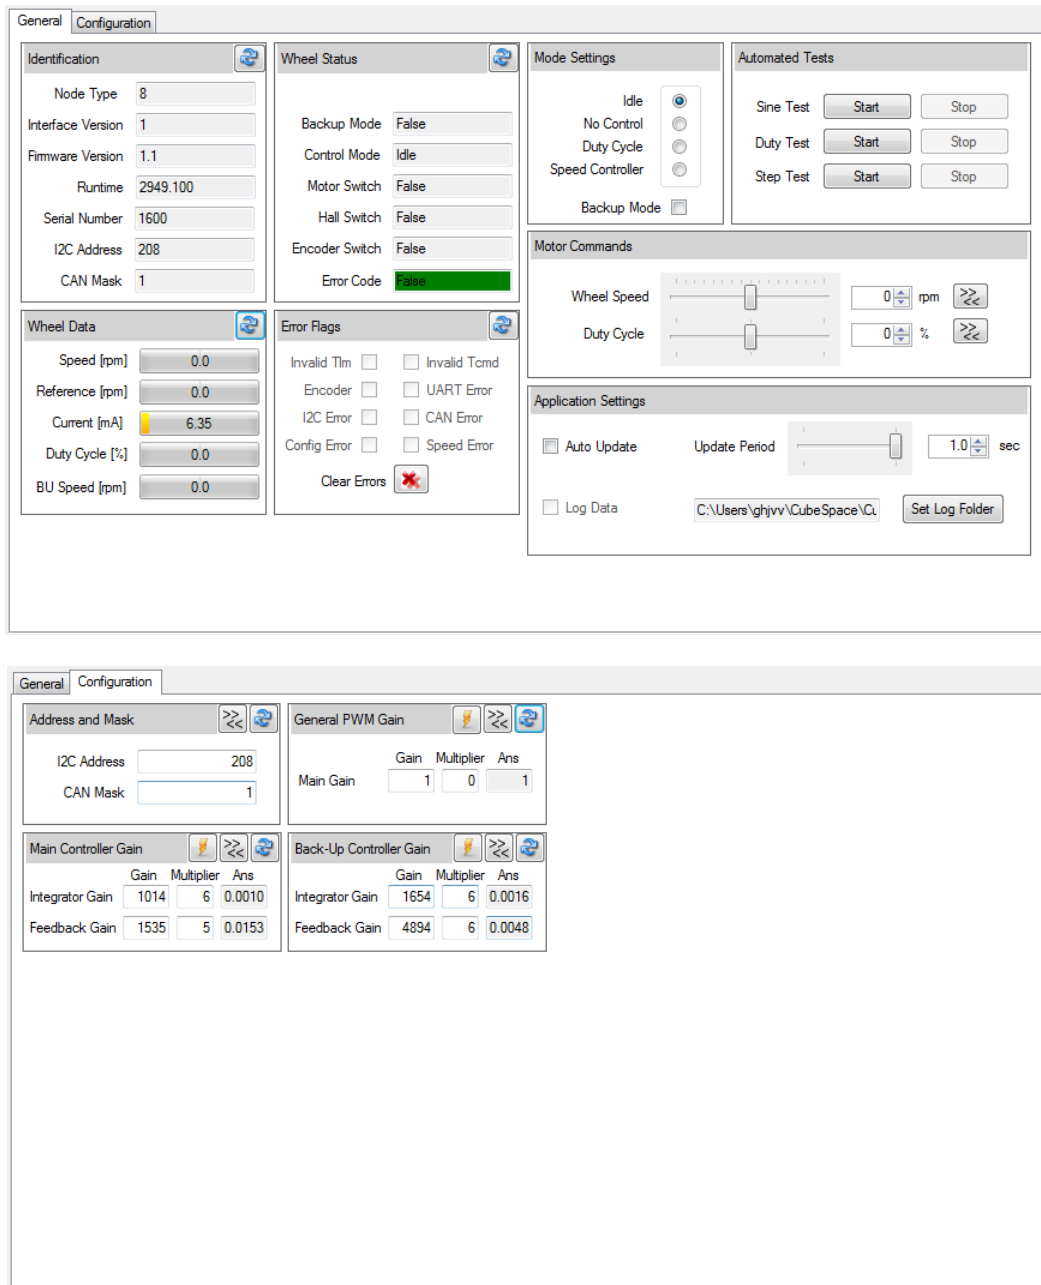 General Configuration
Identification
Node Type 8
Interface Version 1
Firmware Version 1.1
Runtime 2949.100
Serial Number 1600
I2C Address 208
CAN Mask 1
Wheel Status
Backup Mode False
Control Mode Idle
Motor Switch False
Hall Switch False
Encoder Switch False
Error Code False
Mode Settings
Idle
No Control
Duty Cycle
Speed Controller
Backup Mode
Automated Tests
Sine Test Start Stop
Duty Test Start Stop
Step Test Start Stop
Motor Commands
Wheel Speed 0 rpm >> <<
Duty Cycle 0 % >> <<
Wheel Data
Speed [rpm] 0.0
Reference [rpm] 0.0
Current [mA] 6.35
Duty Cycle [%] 0.0
BU Speed [rpm] 0.0
Error Flags
Invalid Tlm Invalid Tcmd
Encoder UART Error
I2C Error CAN Error
Config Error Speed Error
Clear Errors
Application Settings
Auto Update Update Period 1.0 sec
Log Data C:\Users\ghjvv\CubeSpace\Cu Set Log Folder
General Configuration
Address and Mask >> <<
I2C Address 208
CAN Mask 1
General PWM Gain >> <<
Gain Multiplier Ans
Main Gain 1 0 1
Main Controller Gain >> <<
Gain Multiplier Ans
Integrator Gain 1014 6 0.0010
Feedback Gain 1535 5 0.0153
Back-Up Controller Gain >> <<
Gain Multiplier Ans
Integrator Gain 1654 6 0.0016
Feedback Gain 4894 6 0.0048